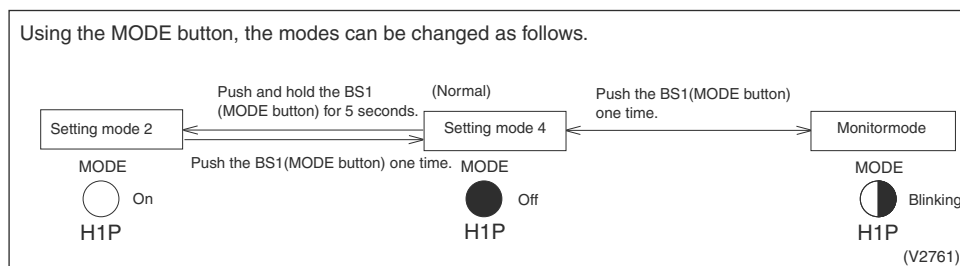 Using the MODE button, the modes can be changed as follows.
Push and hold the BS1
(MODE button) for 5 seconds.
(Normal)
Push the BS1(MODE button)
one time.
Setting mode 2
Setting mode 4
Monitormode
Push the BS1(MODE button) one time.
MODE
On
H1P
MODE
Off
H1P
MODE
Blinking
H1P
(V2761)